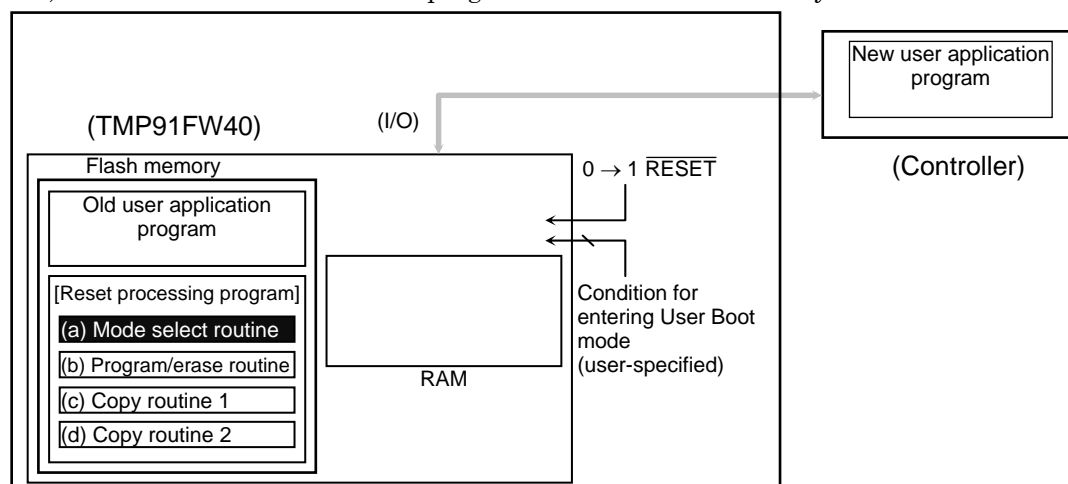 New user application
program
(TMP91FW40)
(I/O)
(Controller)
Flash memory
0 → 1 RESET
Old user application
program
[Reset processing program]
(a) Mode select routine
(b) Program/erase routine
(c) Copy routine 1
(d) Copy routine 2
RAM
Condition for
entering User Boot
mode
(user-specified)